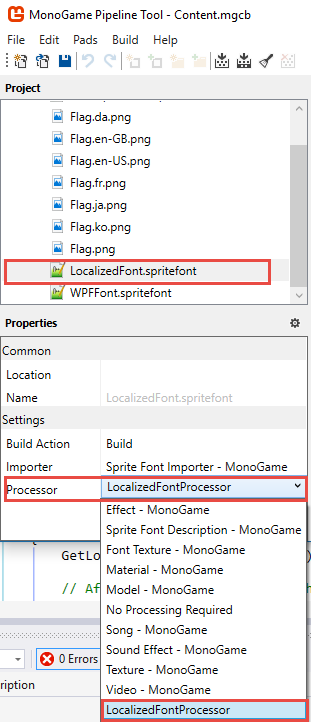 MonoGame Pipeline Tool - Content.mgcb
File Edit Pads Build Help
Project
Flag.da.png
Flag.en-GB.png
Flag.en-US.png
Flag.fr.png
Flag.ja.png
Flag.ko.png
Flag.png
LocalizedFont.spritefont
WPFFont.spritefont
Properties
Common
Location
Name LocalizedFont.spritefont
Settings
Build Action Build
Importer Sprite Font Importer - MonoGame
Processor LocalizedFontProcessor
Effect - MonoGame
Sprite Font Description - MonoGame
Font Texture - MonoGame
Material - MonoGame
Model - MonoGame
No Processing Required
Song - MonoGame
Sound Effect - MonoGame
Texture - MonoGame
Video - MonoGame
LocalizedFontProcessor
GetLo
// Af
0 Errors
ription